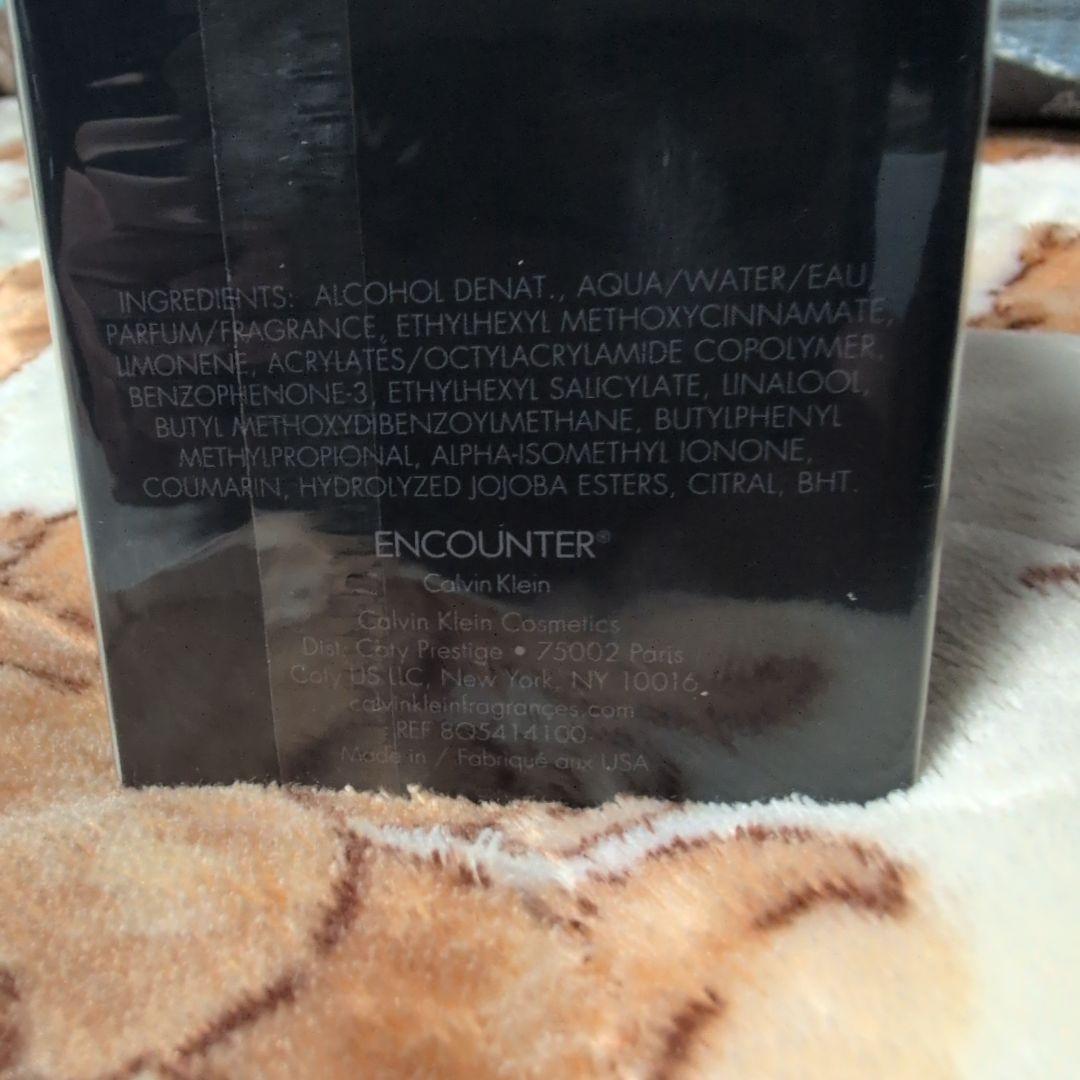 INGREDIENTS: ALCOHOL DENAT., AQUA/WATER/EAU,
PARFUM/FRAGRANCE, ETHYLHEXYL METHOXYCINNAMATE,
LIMONENE, ACRYLATES/OCTYLACRYLAMIDE COPOLYMER,
BENZOPHENONE-3, ETHYLHEXYL SALICYLATE, LINALOOL,
BUTYL METHOXYDIBENZOYLMETHANE, BUTYLPHENYL
METHYLPROPIONAL, ALPHA-ISOMETHYL IONONE,
COUMARIN, HYDROLYZED JOJOBA ESTERS, CITRAL, BHT.
ENCOUNTER®
Calvin Klein
Calvin Klein Cosmetics
Dist. Coty Prestige • 75002 Paris
Coty US LLC, New York, NY 10016
calvinkleinfragrances.com
REF 8Q5414100
Made in / Fabriqué aux USA